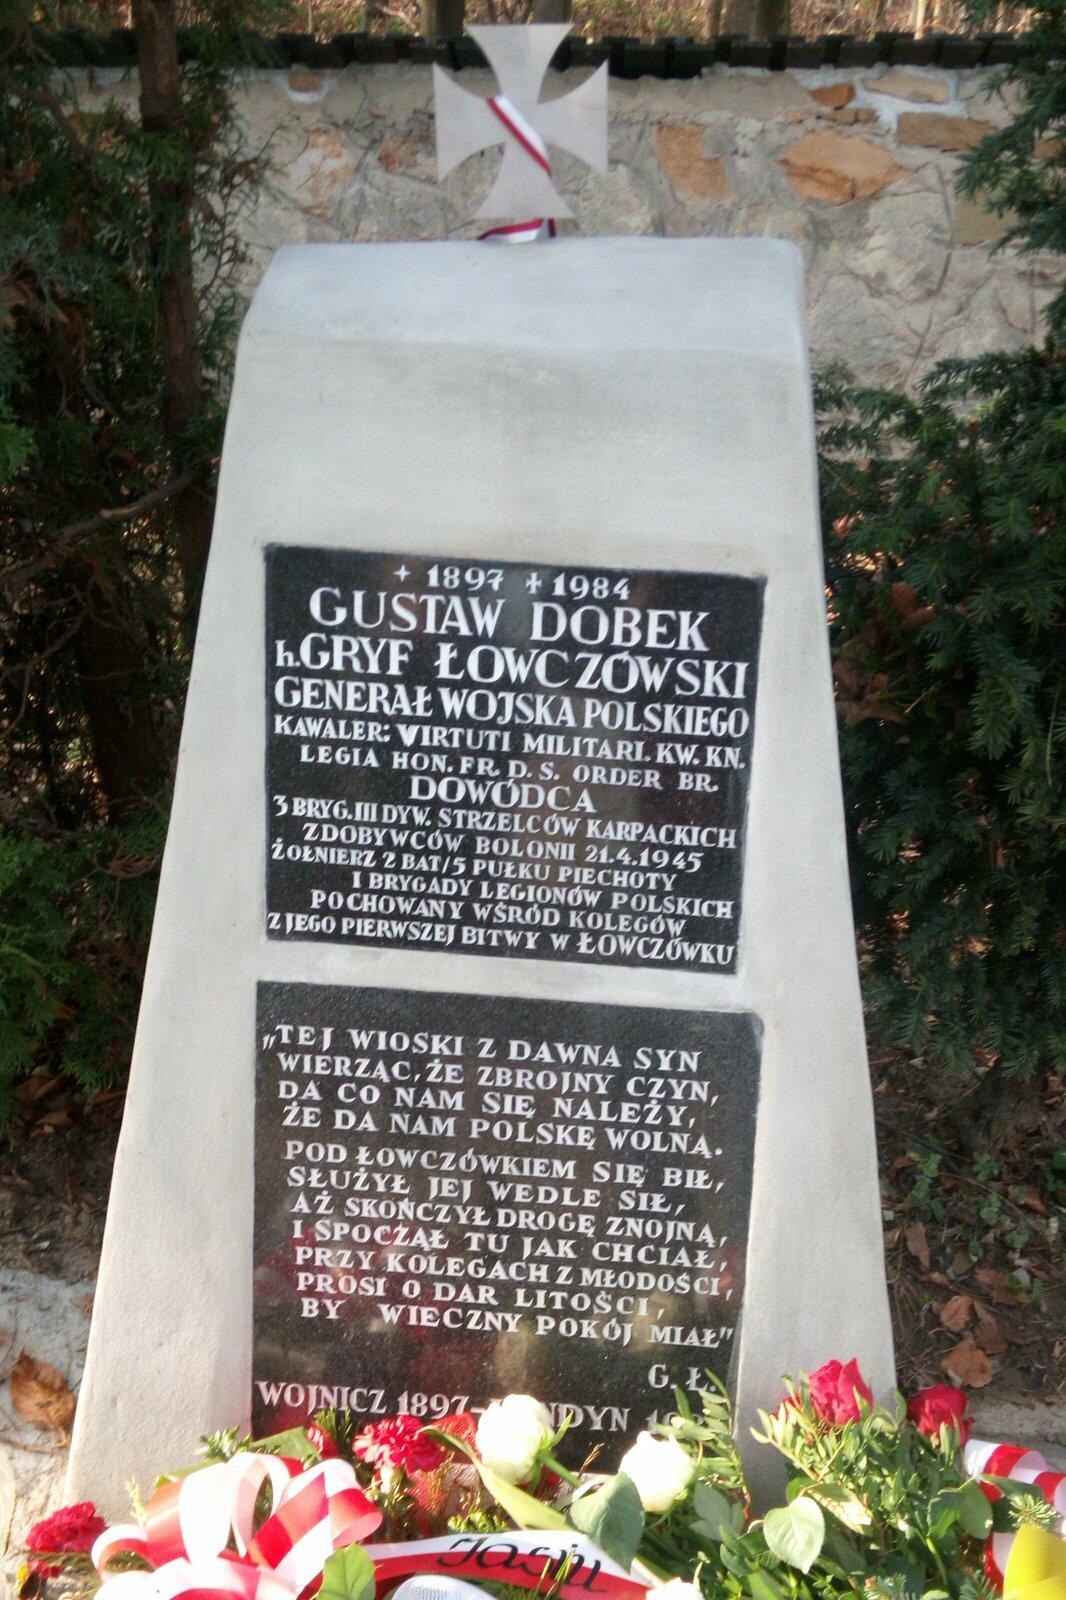 + 1897 + 1984
GUSTAW DOBEK
h. GRYF ŁOWCZÓWSKI
GENERAŁ WOJSKA POLSKIEGO
KAWALER: VIRTUTI MILITARI. KW. KN.
LEGIA HON. FR. D. S. ORDER BR.
DOWÓDCA
3 BRYG. III DYW. STRZELCÓW KARPACKICH
ZDOBYWCÓW BOLONII 21.4.1945
ŻOŁNIERZ 2 BAT/5 PUŁKU PIECHOTY
I BRYGADY LEGIONÓW POLSKICH
POCHOWANY WŚRÓD KOLEGÓW
Z JEGO PIERWSZEJ BITWY W ŁOWCZÓWKU
„TEJ WIOSKI Z DAWNA SYN
WIERZĄC, ŻE ZBROJNY CZYN,
DA CO NAM SIĘ NALEŻY,
ŻE DA NAM POLSKĘ WOLNĄ.
POD ŁOWCZÓWKIEM SIĘ BIŁ,
SŁUŻYŁ JEJ WEDLE SIŁ,
AŻ SKOŃCZYŁ DROGĘ ZNOJNĄ,
I SPOCZĄŁ TU JAK CHCIAŁ,
PRZY KOLEGACH Z MŁODOŚCI,
PROSI O DAR LITOŚCI,
BY WIECZNY POKÓJ MIAŁ"
G. Ł.
WOJNICZ 1897-
Jasiu